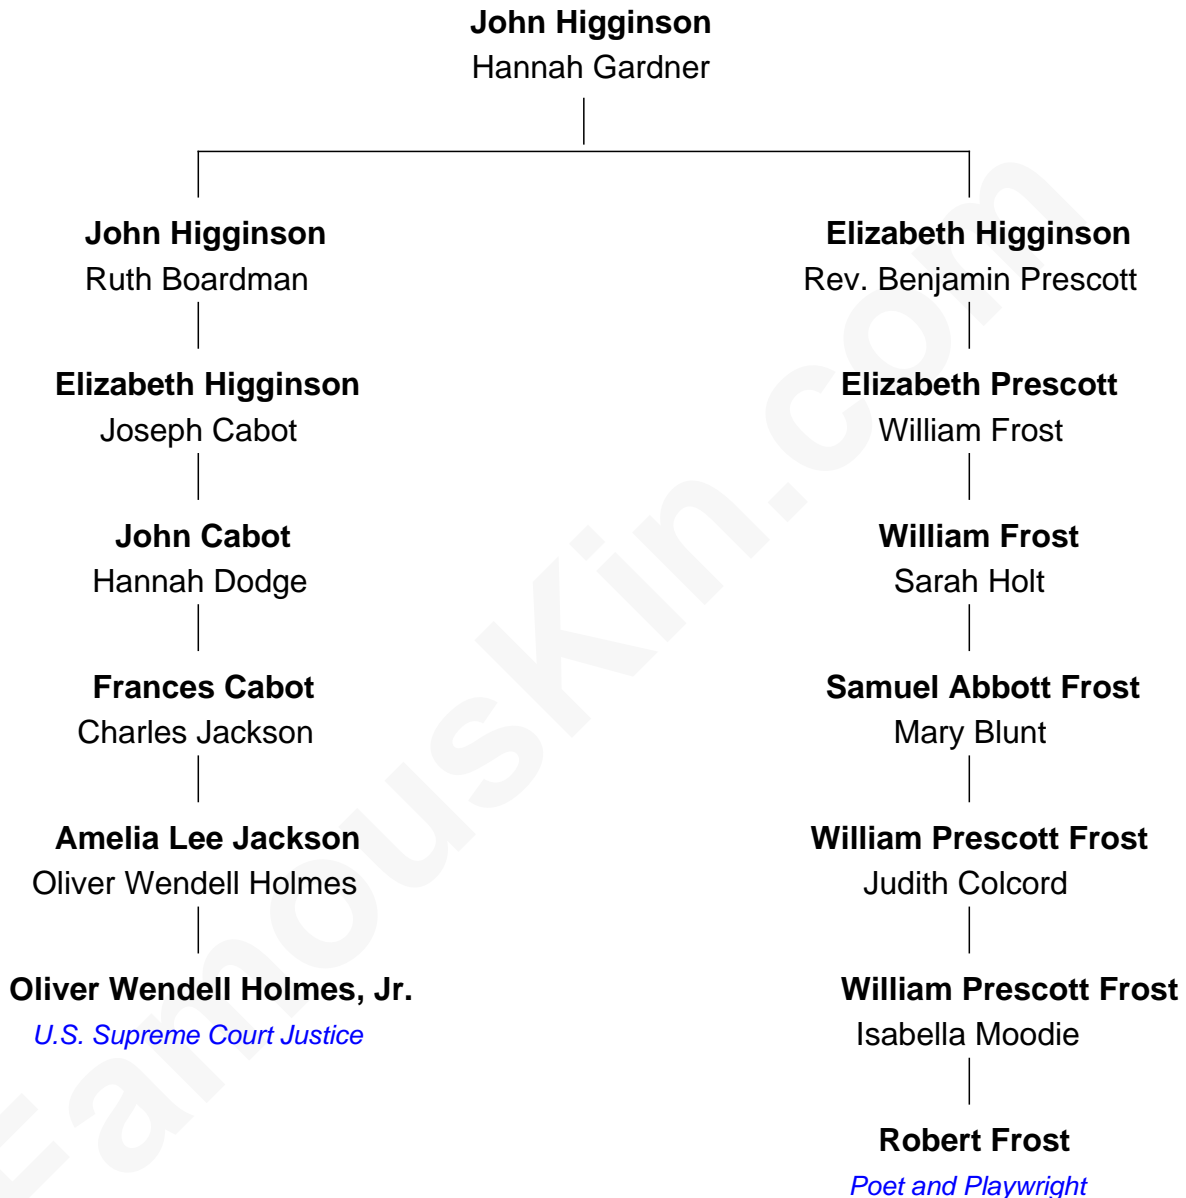 John Higginson
Hannah Gardner
John Higginson
Ruth Boardman
Elizabeth Higginson
Rev. Benjamin Prescott
Elizabeth Higginson
Joseph Cabot
Elizabeth Prescott
William Frost
John Cabot
Hannah Dodge
William Frost
Sarah Holt
Frances Cabot
Charles Jackson
Samuel Abbott Frost
Mary Blunt
Amelia Lee Jackson
Oliver Wendell Holmes
William Prescott Frost
Judith Colcord
Oliver Wendell Holmes, Jr.
U.S. Supreme Court Justice
William Prescott Frost
Isabella Moodie
Robert Frost
Poet and Playwright
FamousKin.com